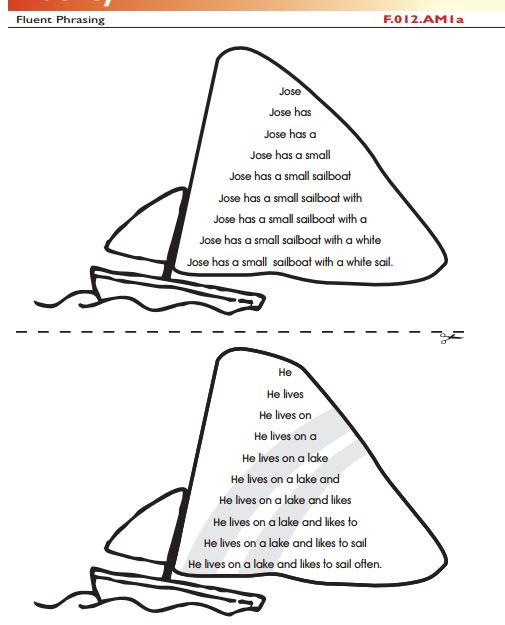 Fluent Phrasing F.012.AM1a
Jose
Jose has
Jose has a
Jose has a small
Jose has a small sailboat
Jose has a small sailboat with
Jose has a small sailboat with a
Jose has a small sailboat with a white
Jose has a small sailboat with a white sail.
He
He lives
He lives on
He lives on a
He lives on a lake
He lives on a lake and
He lives on a lake and likes
He lives on a lake and likes to
He lives on a lake and likes to sail
He lives on a lake and likes to sail often.